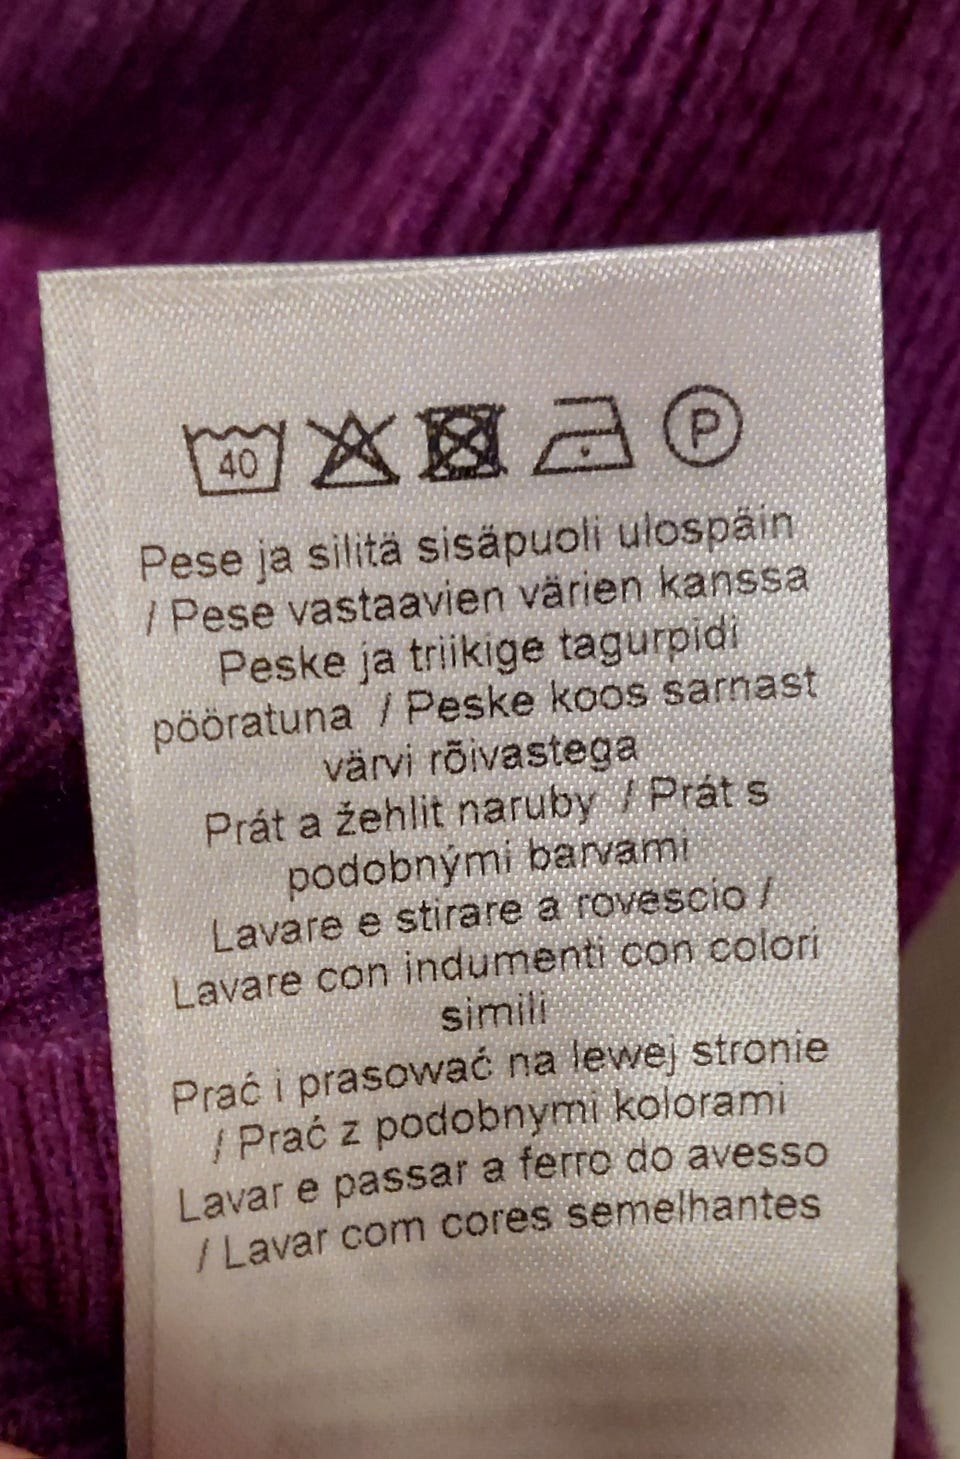 40 P
Pese ja silitä sisäpuoli ulospäin
/ Pese vastaavien värien kanssa
Peske ja triikige tagurpidi
pööratuna / Peske koos sarnast
värvi rõivastega
Prát a žehlit naruby / Prát s
podobnými barvami
Lavare e stirare a rovescio /
Lavare con indumenti con colori
simili
Prać i prasować na lewej stronie
/ Prać z podobnymi kolorami
Lavar e passar a ferro do avesso
/ Lavar com cores semelhantes